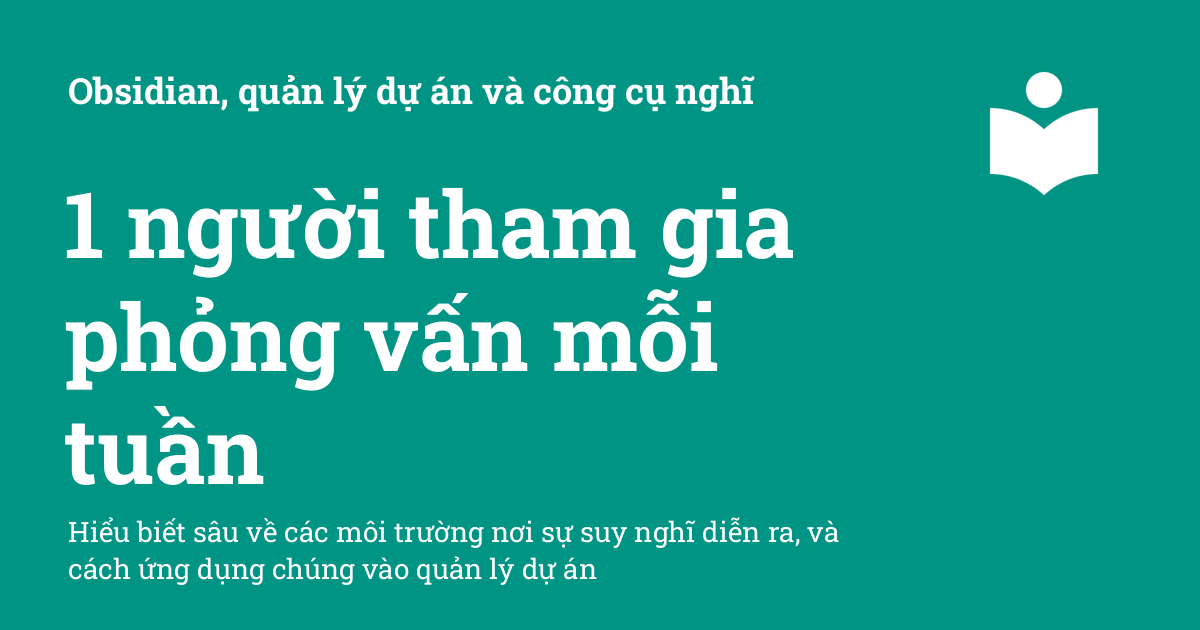 Obsidian, quản lý dự án và công cụ nghĩ
1 người tham gia
phỏng vấn mỗi
tuần
Hiểu biết sâu về các môi trường nơi sự suy nghĩ diễn ra, và
cách ứng dụng chúng vào quản lý dự án